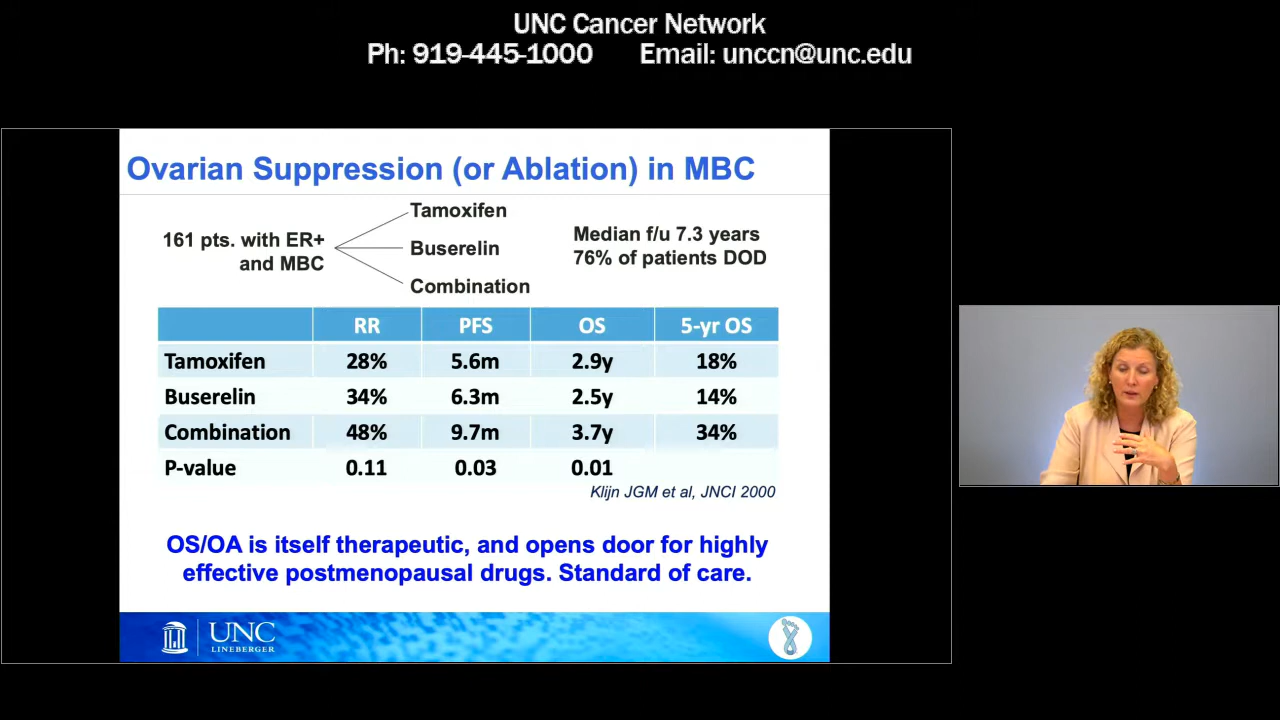 UNC Cancer Network
Ph: 919-445-1000 Email: unccn@unc.edu
Ovarian Suppression (or Ablation) in MBC
161 pts. with ER+
and MBC
Tamoxifen
Buserelin
Combination
Median f/u 7.3 years
76% of patients DOD
RR PFS OS 5-yr OS
Tamoxifen 28% 5.6m 2.9y 18%
Buserelin 34% 6.3m 2.5y 14%
Combination 48% 9.7m 3.7y 34%
P-value 0.11 0.03 0.01
Klijn JGM et al, JNCI 2000
OS/OA is itself therapeutic, and opens door for highly
effective postmenopausal drugs. Standard of care.
UNC
LINEBERGER